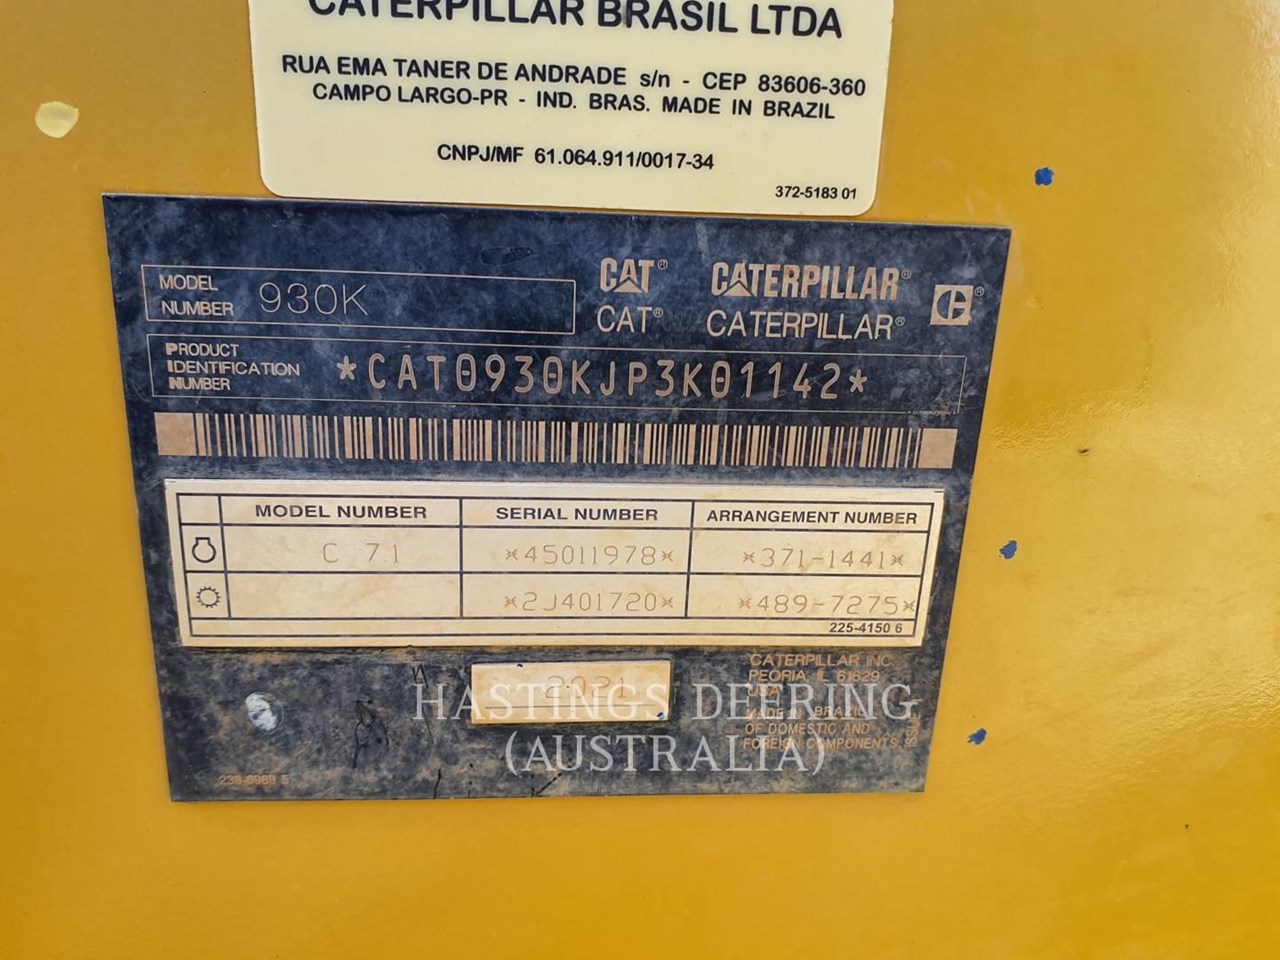 CATERPILLAR BRASIL LTDA
RUA EMA TANER DE ANDRADE s/n - CEP 83606-360
CAMPO LARGO-PR - IND. BRAS. MADE IN BRAZIL
CNPJ/MF 61.064.911/0017-34
372-5183 01
MODEL NUMBER 930K
CAT® CATERPILLAR®
CAT® CATERPILLAR®
PRODUCT IDENTIFICATION NUMBER *CAT0930KJP3K01142*
MODEL NUMBER SERIAL NUMBER ARRANGEMENT NUMBER
C 7.1 *45011978* *371-1441*
*2J401720* *489-7275*
225-4150 6
2021
CATERPILLAR INC.
PEORIA, IL 61629
USA
MADE IN BRAZIL
OF DOMESTIC AND
FOREIGN COMPONENTS
HASTINGS DEERING
(AUSTRALIA)